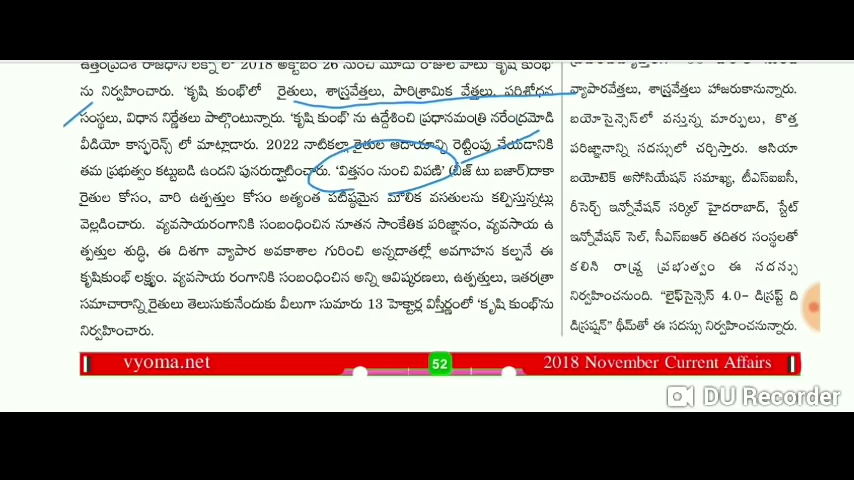 ఉత్తరప్రదేశ్ రాజధాని లక్నో లో 2018 అక్టోబరం 26 నుంచి మూడు రోజుల పాటు 'కృషి కుంభ్'
ను నిర్వహించారు. 'కృషి కుంభ్'లో రైతులు, శాస్త్రవేత్తలు, పారిశ్రామిక వేత్తలు, పరిశోధన
సంస్థలు, విధాన నిర్ణేతలు పాల్గొంటున్నారు. 'కృషి కుంభ్' ను ఉద్దేశించి ప్రధానమంత్రి నరేంద్రమోడి
వీడియో కాన్ఫరెన్స్ లో మాట్లాడారు. 2022 నాటికల్లా రైతుల ఆదాయాన్ని రెట్టింపు చేయడానికి
తమ ప్రభుత్వం కట్టుబడి ఉందని పునరుద్ఘాటించారు. 'విత్తనం నుంచి విపణి' (బీజ్ టు బజార్)దాకా
రైతుల కోసం, వారి ఉత్పత్తుల కోసం అత్యంత పటిష్ఠమైన మౌలిక వసతులను కల్పిస్తున్నట్లు
వెల్లడించారు. వ్యవసాయరంగానికి సంబంధించిన నూతన సాంకేతిక పరిజ్ఞానం, వ్యవసాయ ఉ
త్పత్తుల శుద్ధి, ఈ దిశగా వ్యాపార అవకాశాల గురించి అన్నదాతల్లో అవగాహన కల్పనే ఈ
కృషికుంభ్ లక్ష్యం. వ్యవసాయ రంగానికి సంబంధించిన అన్ని ఆవిష్కరణలు, ఉత్పత్తులు, ఇతరత్రా
సమాచారాన్ని రైతులు తెలుసుకునేందుకు వీలుగా సుమారు 13 హెక్టార్ల విస్తీర్ణంలో 'కృషి కుంభ్'ను
నిర్వహించారు.
వ్యాపారవేత్తలు, శాస్త్రవేత్తలు హాజరుకానున్నారు.
బయోసైన్సెన్‌లో వస్తున్న మార్పులు, కొత్త
పరిజ్ఞానాన్ని సదస్సులో చర్చిస్తారు. ఆసియా
బయోటెక్ అసోసియేషన్ సమాఖ్య, టీఎస్ఐఐసీ,
రీసెర్చ్ ఇన్నోవేషన్ సర్కిల్ హైదరాబాద్, స్టేట్
ఇన్నోవేషన్ సెల్, సీఎస్ఐఆర్ తదితర సంస్థలతో
కలిసి రాష్ట్ర ప్రభుత్వం ఈ సదస్సు
నిర్వహించనుంది. "లైఫ్‌సైన్సెస్ 4.0- డిస్రప్ట్ ది
డిస్రప్షన్" థీమ్‌తో ఈ సదస్సు నిర్వహించనున్నారు.
vyoma.net
52
2018 November Current Affairs
DU Recorder